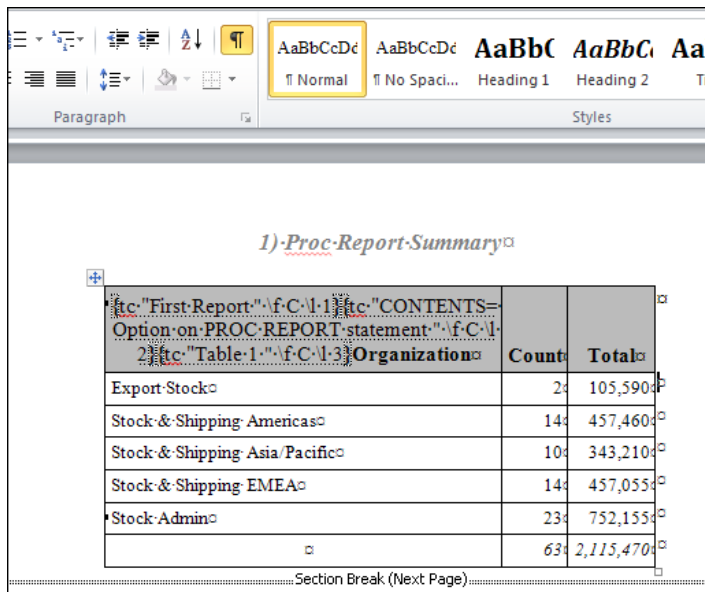 AaBbCcDd AaBbCcDd AaBb( AaBbC( Aa
¶ Normal ¶ No Spaci... Heading 1 Heading 2 T
Paragraph Styles
1)·Proc·Report·Summary¤
{tc·"First·Report·"·\f·C·\l·1}{tc·"CONTENTS=·
Option·on·PROC·REPORT·statement·"·\f·C·\l·
2}{tc·"Table·1·"·\f·C·\l·3}Organization¤ Count¤ Total¤ ¤
Export·Stock¤ 2¤ 105,590¤ ¤
Stock·&·Shipping·Americas¤ 14¤ 457,460¤ ¤
Stock·&·Shipping·Asia/Pacific¤ 10¤ 343,210¤ ¤
Stock·&·Shipping·EMEA¤ 14¤ 457,055¤ ¤
Stock·Admin¤ 23¤ 752,155¤ ¤
¤ 63¤ 2,115,470¤ ¤
Section Break (Next Page)